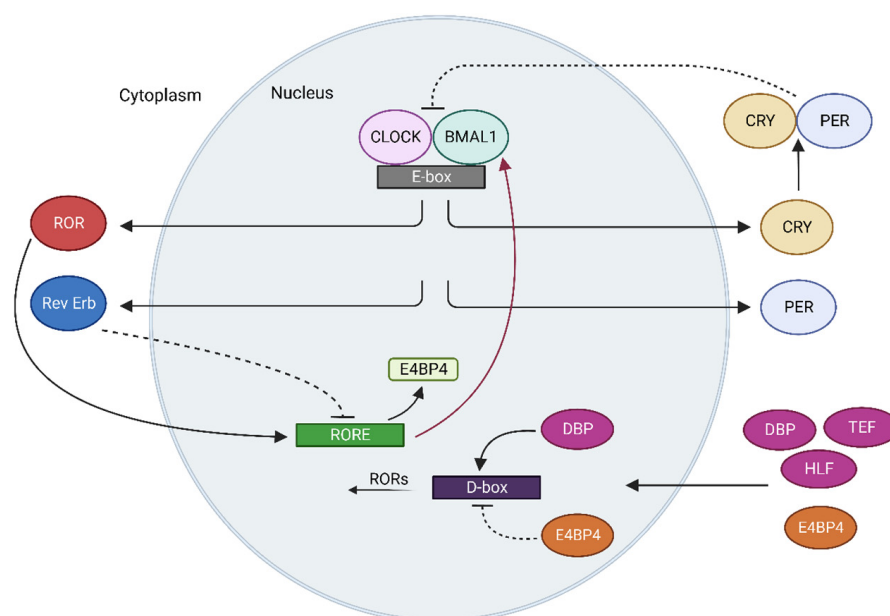 Cytoplasm
Nucleus
CLOCK
BMAL1
E-box
CRY
PER
ROR
CRY
Rev Erb
PER
E4BP4
RORE
DBP
DBP
TEF
HLF
RORs
D-box
E4BP4
E4BP4